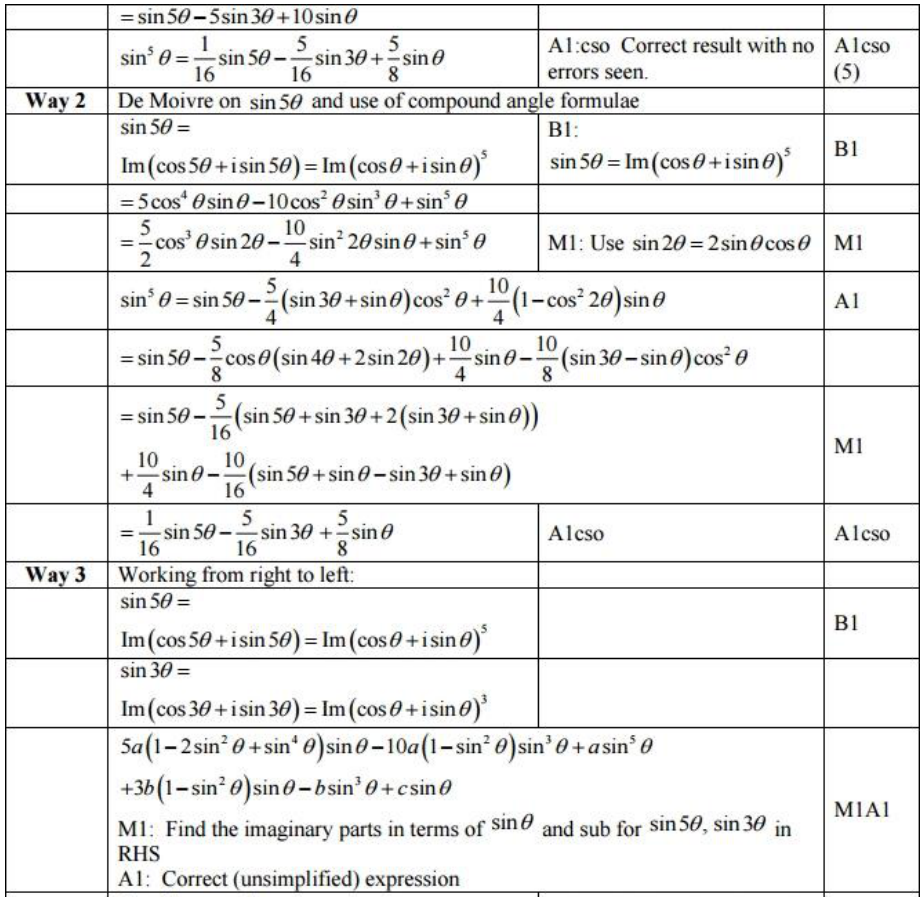 = sin 5θ − 5 sin 3θ + 10 sin θ
sin⁵ θ = 1/16 sin 5θ − 5/16 sin 3θ + 5/8 sin θ
A1:cso Correct result with no
errors seen.
A1cso
(5)
Way 2
De Moivre on sin 5θ and use of compound angle formulae
sin 5θ =
Im(cos 5θ + i sin 5θ) = Im(cos θ + i sin θ)⁵
B1:
sin 5θ = Im(cos θ + i sin θ)⁵
B1
= 5cos⁴ θ sin θ − 10 cos² θ sin³ θ + sin⁵ θ
= 5/2 cos³ θ sin 2θ − 10/4 sin² 2θ sin θ + sin⁵ θ
M1: Use sin 2θ = 2 sin θ cos θ
M1
sin⁵ θ = sin 5θ − 5/4 (sin 3θ + sin θ) cos² θ + 10/4 (1 − cos² 2θ) sin θ
A1
= sin 5θ − 5/8 cos θ (sin 4θ + 2 sin 2θ) + 10/4 sin θ − 10/8 (sin 3θ − sin θ) cos² θ
= sin 5θ − 5/16 (sin 5θ + sin 3θ + 2(sin 3θ + sin θ))
+ 10/4 sin θ − 10/16 (sin 5θ + sin θ − sin 3θ + sin θ)
M1
= 1/16 sin 5θ − 5/16 sin 3θ + 5/8 sin θ
A1cso
A1cso
Way 3
Working from right to left:
sin 5θ =
Im(cos 5θ + i sin 5θ) = Im(cos θ + i sin θ)⁵
B1
sin 3θ =
Im(cos 3θ + i sin 3θ) = Im(cos θ + i sin θ)³
5a(1 − 2 sin² θ + sin⁴ θ) sin θ − 10a(1 − sin² θ) sin³ θ + a sin⁵ θ
+3b(1 − sin² θ) sin θ − b sin³ θ + c sin θ
M1: Find the imaginary parts in terms of sin θ and sub for sin 5θ, sin 3θ in
RHS
A1: Correct (unsimplified) expression
M1A1